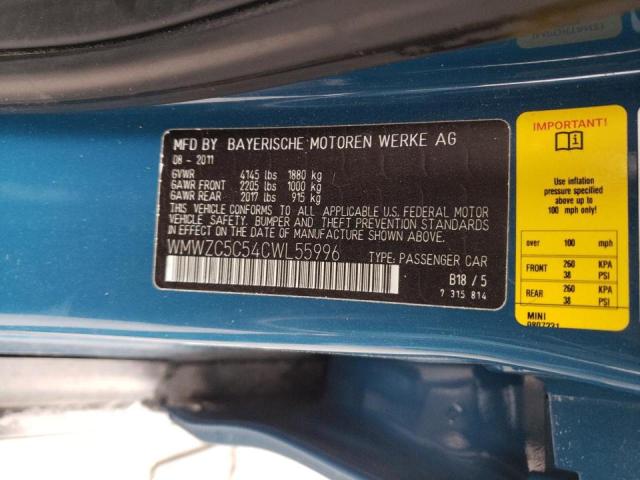 MFD BY BAYERISCHE MOTOREN WERKE AG
08 - 2011
GVWR 4145 lbs 1880 kg
GAWR FRONT 2205 lbs 1000 kg
GAWR REAR 2017 lbs 915 kg
THIS VEHICLE CONFORMS TO ALL APPLICABLE U.S. FEDERAL MOTOR
VEHICLE SAFETY, BUMPER AND THEFT PREVENTION STANDARDS
IN EFFECT ON THE DATE OF MANUFACTURE SHOWN ABOVE.
WMWZC5C54CWL55996 TYPE: PASSENGER CAR
B18 / 5
7 315 814
IMPORTANT!
Use inflation
pressure specified
above up to
100 mph only!
over 100 mph
FRONT 260 KPA
38 PSI
REAR 260 KPA
38 PSI
MINI
0807231